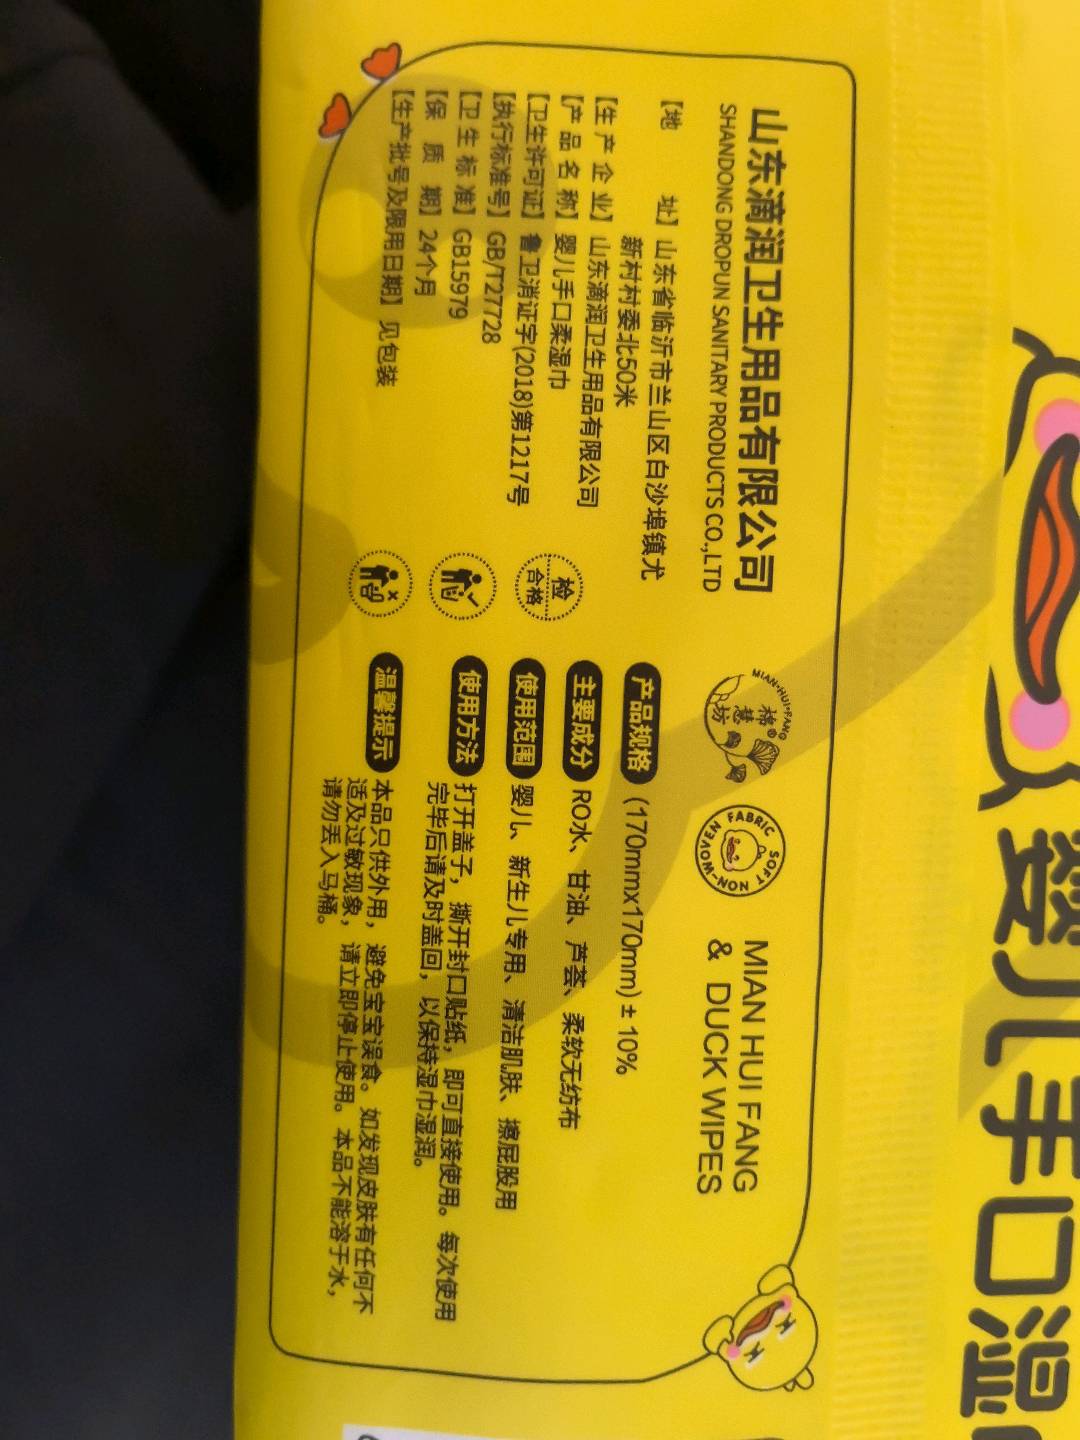 山东滴润卫生用品有限公司
SHANDONG DROPUN SANITARY PRODUCTS CO.,LTD
【地 址】山东省临沂市兰山区白沙埠镇尤
新村村委北50米
【生产企业】山东滴润卫生用品有限公司
【产品名称】婴儿手口柔湿巾
【卫生许可证】鲁卫消证字(2018)第1217号
【执行标准号】GB/T27728
【卫生标准】GB15979
【保质期】24个月
【生产批号及限用日期】见包装
检
合格
MIAN·HUI·FANG
棉®
慧
坊
SOFT NON-WOVEN FABRIC
MIAN HUI FANG
& DUCK WIPES
产品规格 (170mmx170mm) ± 10%
主要成分 RO水、甘油、芦荟、柔软无纺布
使用范围 婴儿、新生儿专用、清洁肌肤、擦屁股用
使用方法 打开盖子，撕开封口贴纸，即可直接使用。每次使用
完毕后请及时盖回，以保持湿巾湿润。
温馨提示 本品只供外用，避免宝宝误食。如发现皮肤有任何不
适及过敏现象，请立即停止使用。本品不能溶于水，
请勿丢入马桶。
婴儿手口湿